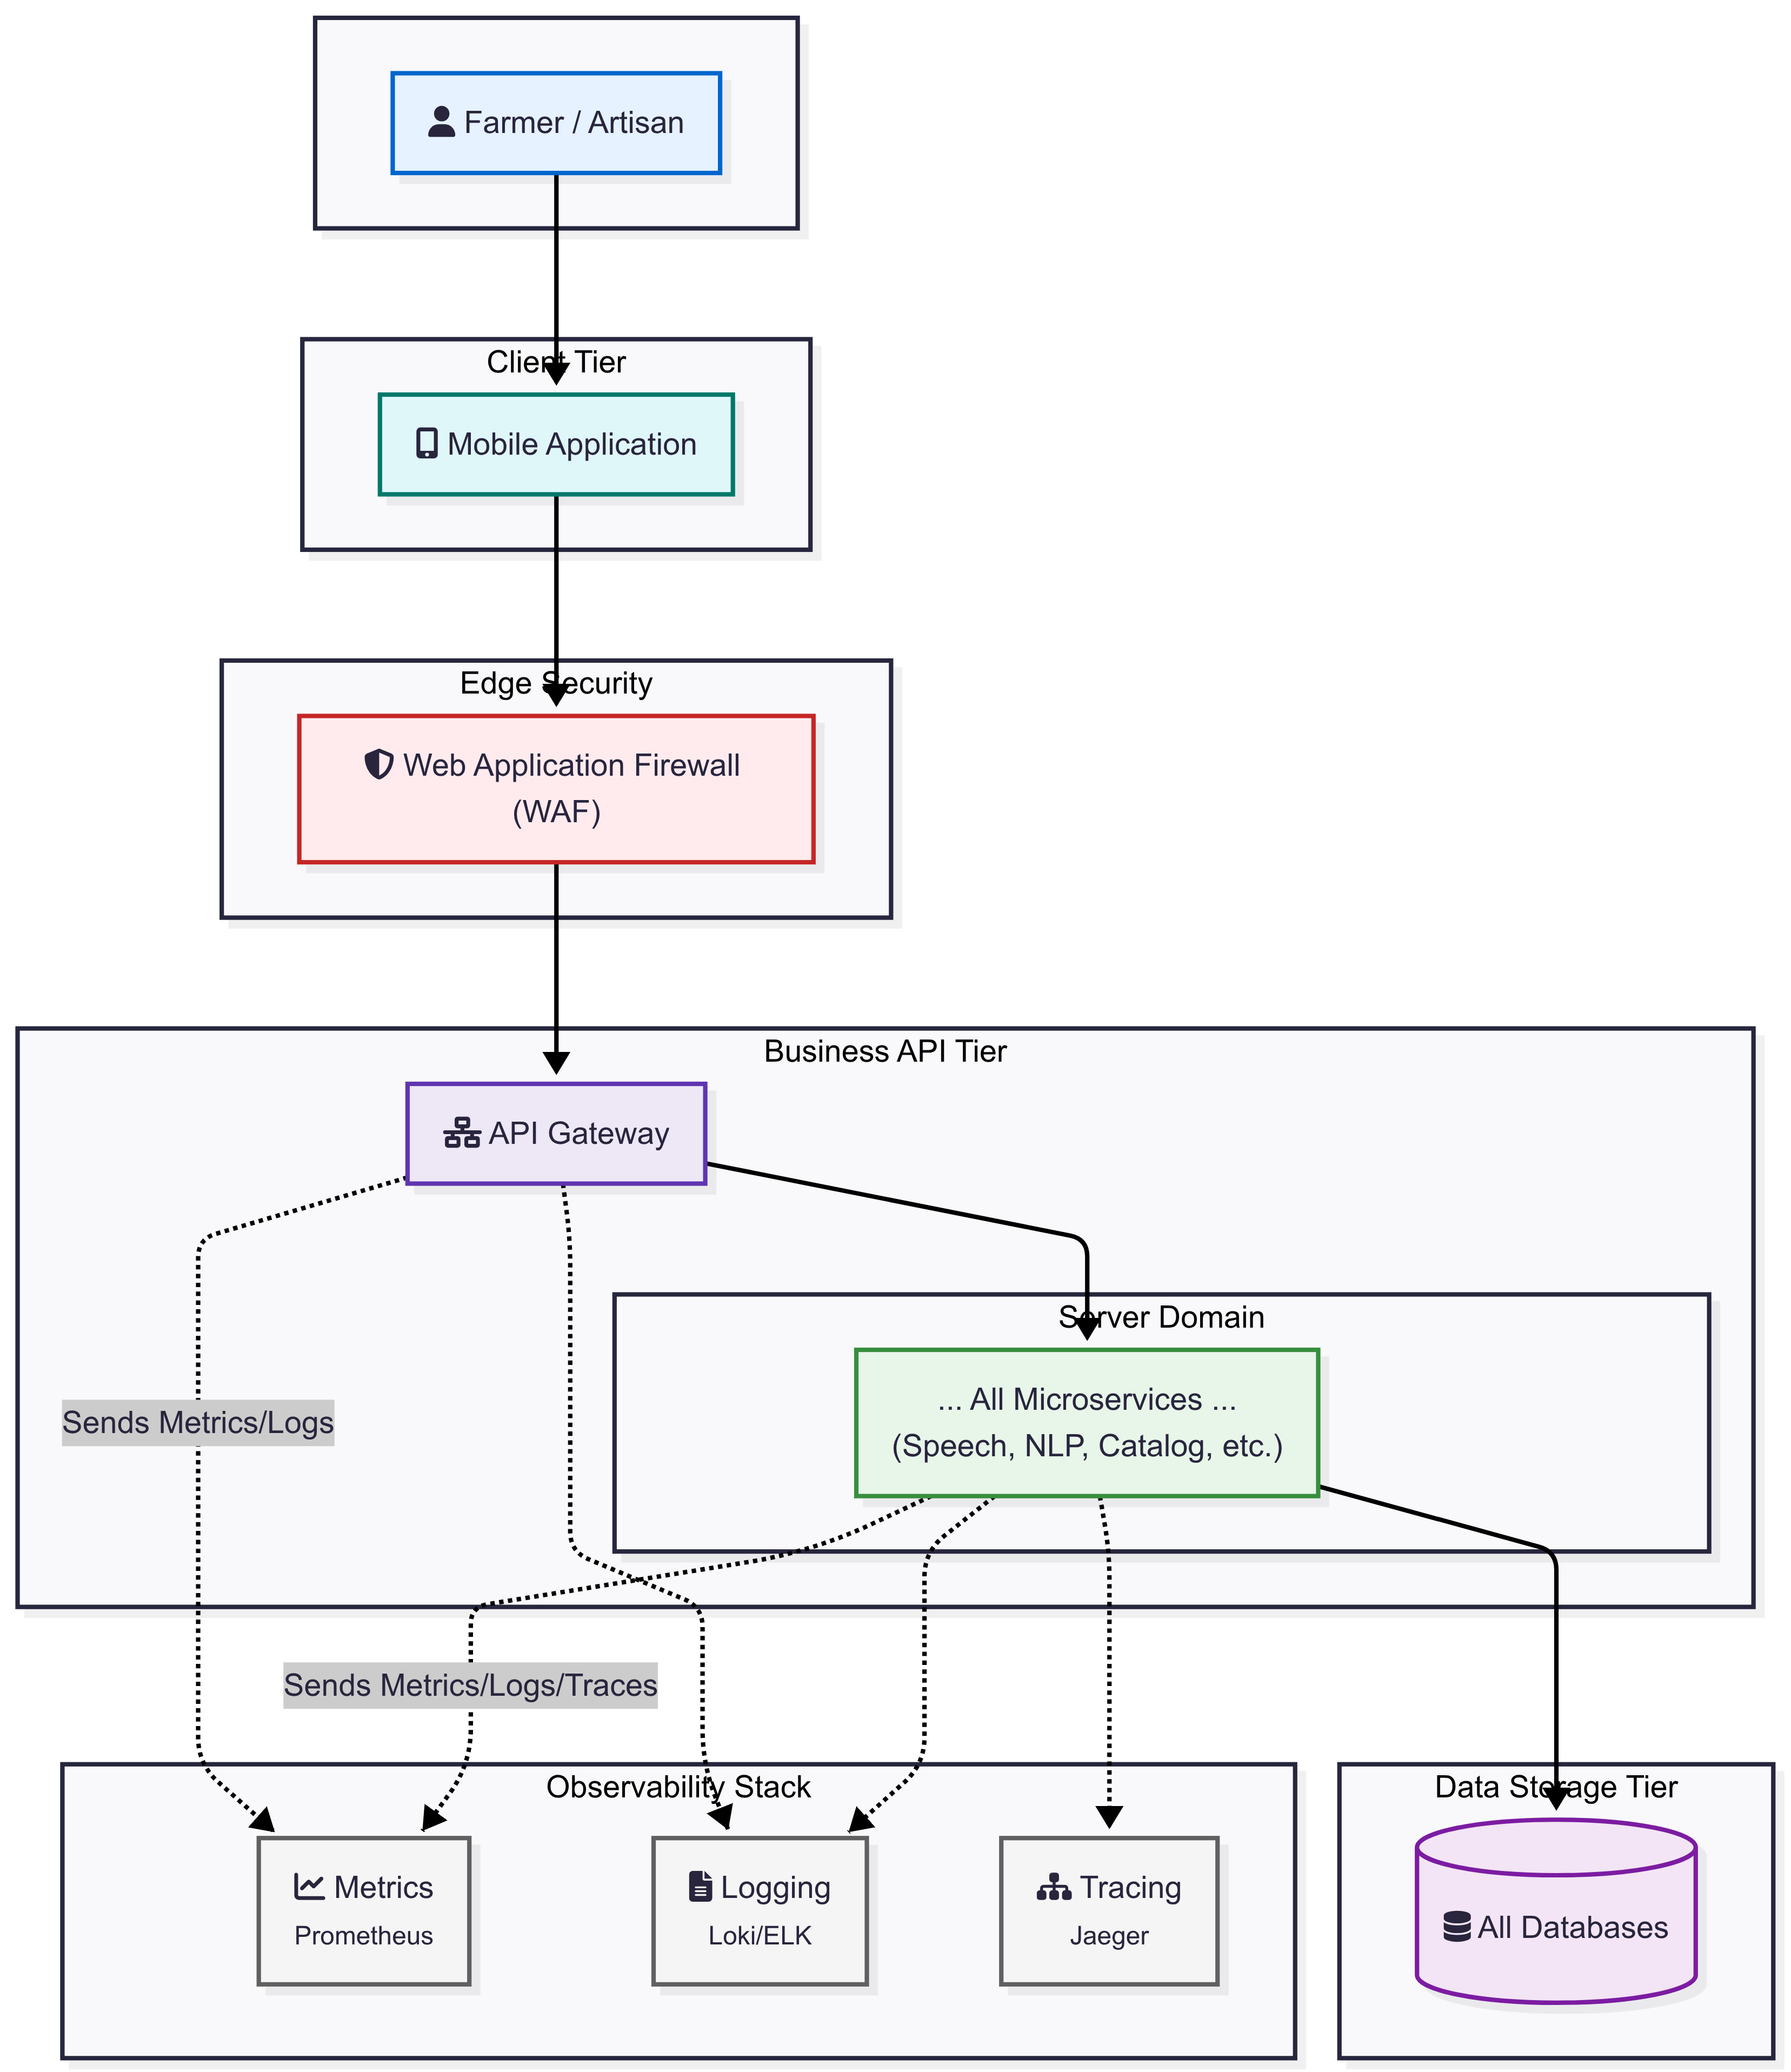 Farmer / Artisan
Client Tier
Mobile Application
Edge Security
Web Application Firewall
(WAF)
Business API Tier
API Gateway
Server Domain
... All Microservices ...
(Speech, NLP, Catalog, etc.)
Sends Metrics/Logs
Sends Metrics/Logs/Traces
Observability Stack
Metrics
Prometheus
Logging
Loki/ELK
Tracing
Jaeger
Data Storage Tier
All Databases